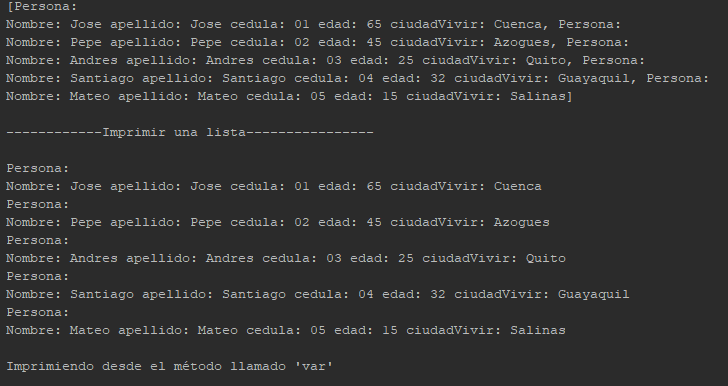 [Persona:
Nombre: Jose apellido: Jose cedula: 01 edad: 65 ciudadVivir: Cuenca, Persona:
Nombre: Pepe apellido: Pepe cedula: 02 edad: 45 ciudadVivir: Azogues, Persona:
Nombre: Andres apellido: Andres cedula: 03 edad: 25 ciudadVivir: Quito, Persona:
Nombre: Santiago apellido: Santiago cedula: 04 edad: 32 ciudadVivir: Guayaquil, Persona:
Nombre: Mateo apellido: Mateo cedula: 05 edad: 15 ciudadVivir: Salinas]
------------Imprimir una lista----------------
Persona:
Nombre: Jose apellido: Jose cedula: 01 edad: 65 ciudadVivir: Cuenca
Persona:
Nombre: Pepe apellido: Pepe cedula: 02 edad: 45 ciudadVivir: Azogues
Persona:
Nombre: Andres apellido: Andres cedula: 03 edad: 25 ciudadVivir: Quito
Persona:
Nombre: Santiago apellido: Santiago cedula: 04 edad: 32 ciudadVivir: Guayaquil
Persona:
Nombre: Mateo apellido: Mateo cedula: 05 edad: 15 ciudadVivir: Salinas
Imprimiendo desde el método llamado 'var'